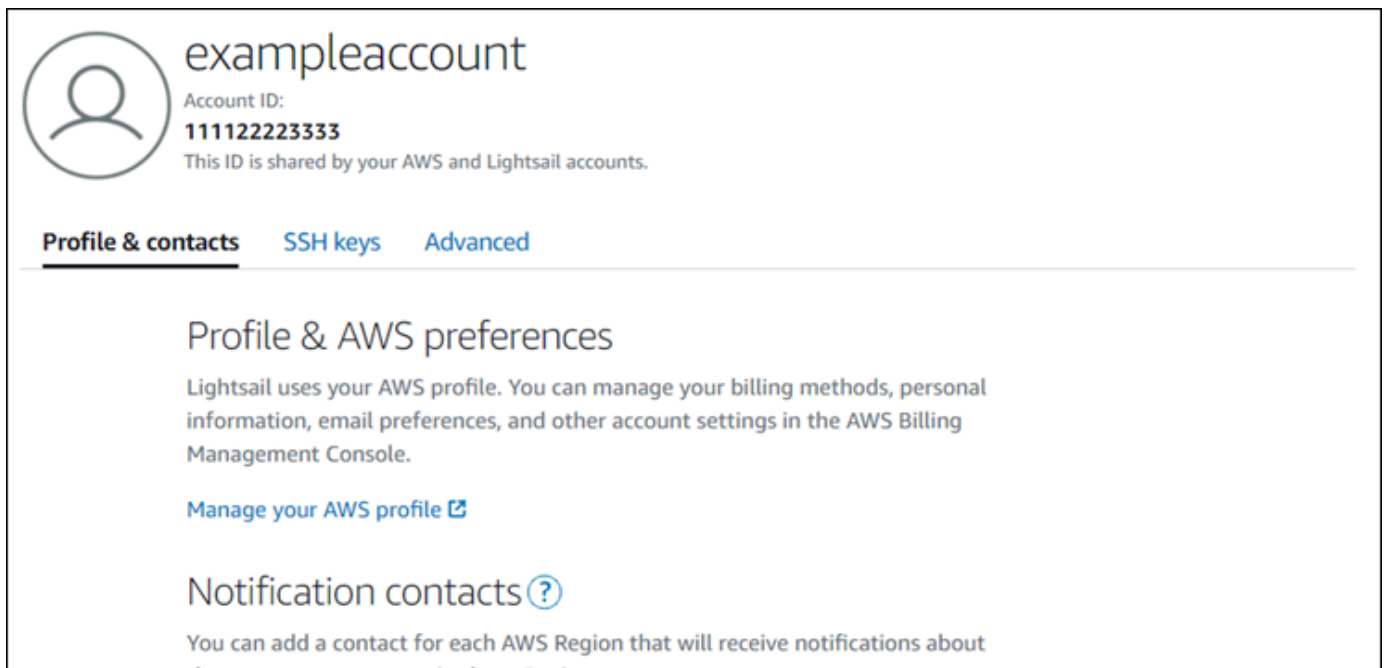 exampleaccount
Account ID:
111122223333
This ID is shared by your AWS and Lightsail accounts.
Profile & contacts SSH keys Advanced
Profile & AWS preferences
Lightsail uses your AWS profile. You can manage your billing methods, personal
information, email preferences, and other account settings in the AWS Billing
Management Console.
Manage your AWS profile
Notification contacts ?
You can add a contact for each AWS Region that will receive notifications about